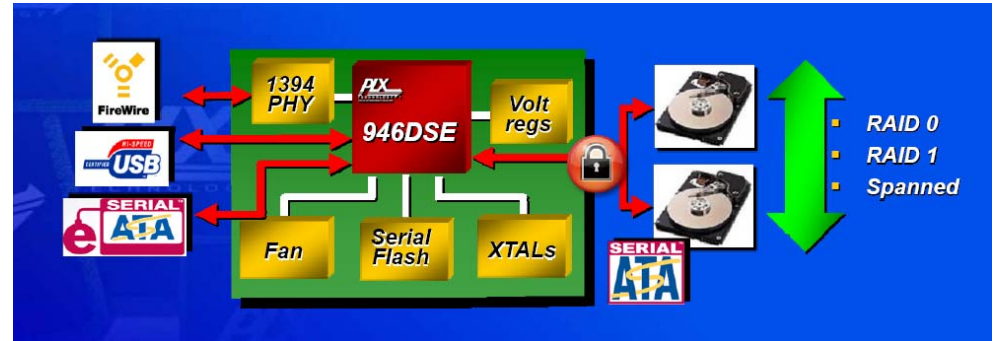 FireWire
HI-SPEED
CERTIFIED USB
SERIAL
e ATA
1394
PHY
PLX
TECHNOLOGY
946DSE
Volt
regs
Fan
Serial
Flash
XTALs
SERIAL
ATA
RAID 0
RAID 1
Spanned